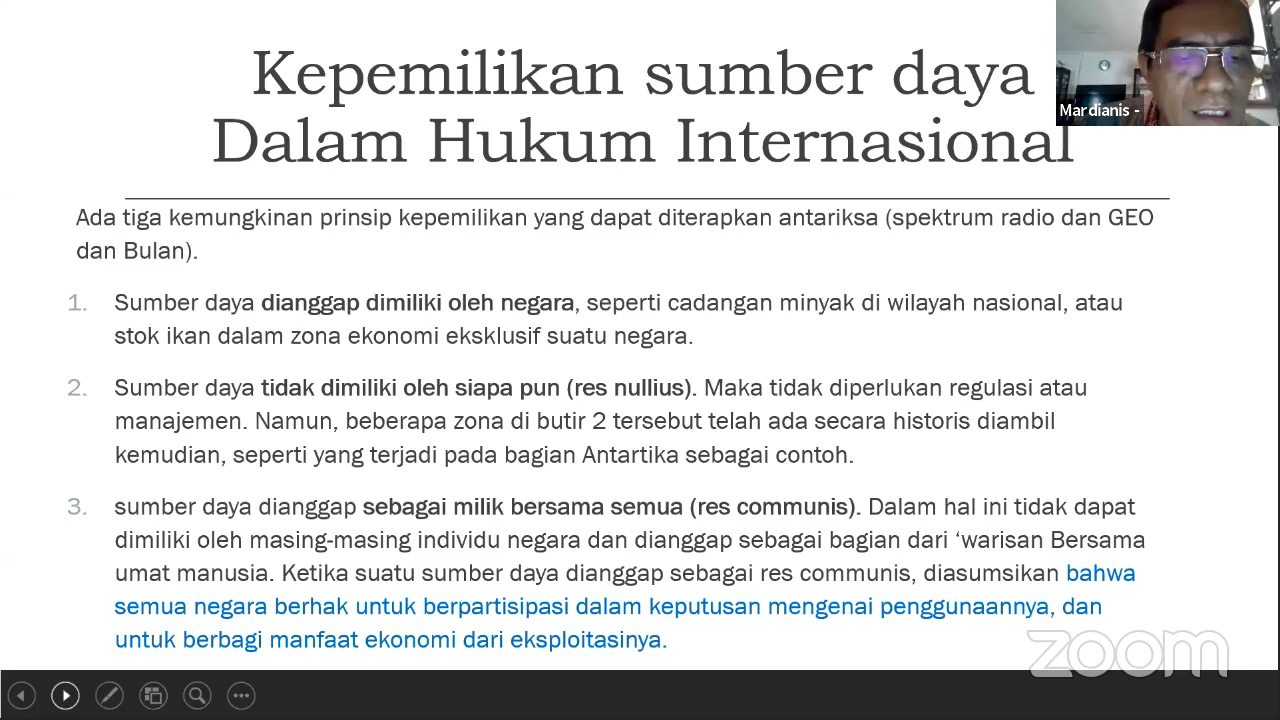 Kepemilikan sumber daya
Dalam Hukum Internasional
Mardianis -
Ada tiga kemungkinan prinsip kepemilikan yang dapat diterapkan antariksa (spektrum radio dan GEO
dan Bulan).
1. Sumber daya dianggap dimiliki oleh negara, seperti cadangan minyak di wilayah nasional, atau
stok ikan dalam zona ekonomi eksklusif suatu negara.
2. Sumber daya tidak dimiliki oleh siapa pun (res nullius). Maka tidak diperlukan regulasi atau
manajemen. Namun, beberapa zona di butir 2 tersebut telah ada secara historis diambil
kemudian, seperti yang terjadi pada bagian Antartika sebagai contoh.
3. sumber daya dianggap sebagai milik bersama semua (res communis). Dalam hal ini tidak dapat
dimiliki oleh masing-masing individu negara dan dianggap sebagai bagian dari ‘warisan Bersama
umat manusia. Ketika suatu sumber daya dianggap sebagai res communis, diasumsikan bahwa
semua negara berhak untuk berpartisipasi dalam keputusan mengenai penggunaannya, dan
untuk berbagi manfaat ekonomi dari eksploitasinya.
zoom